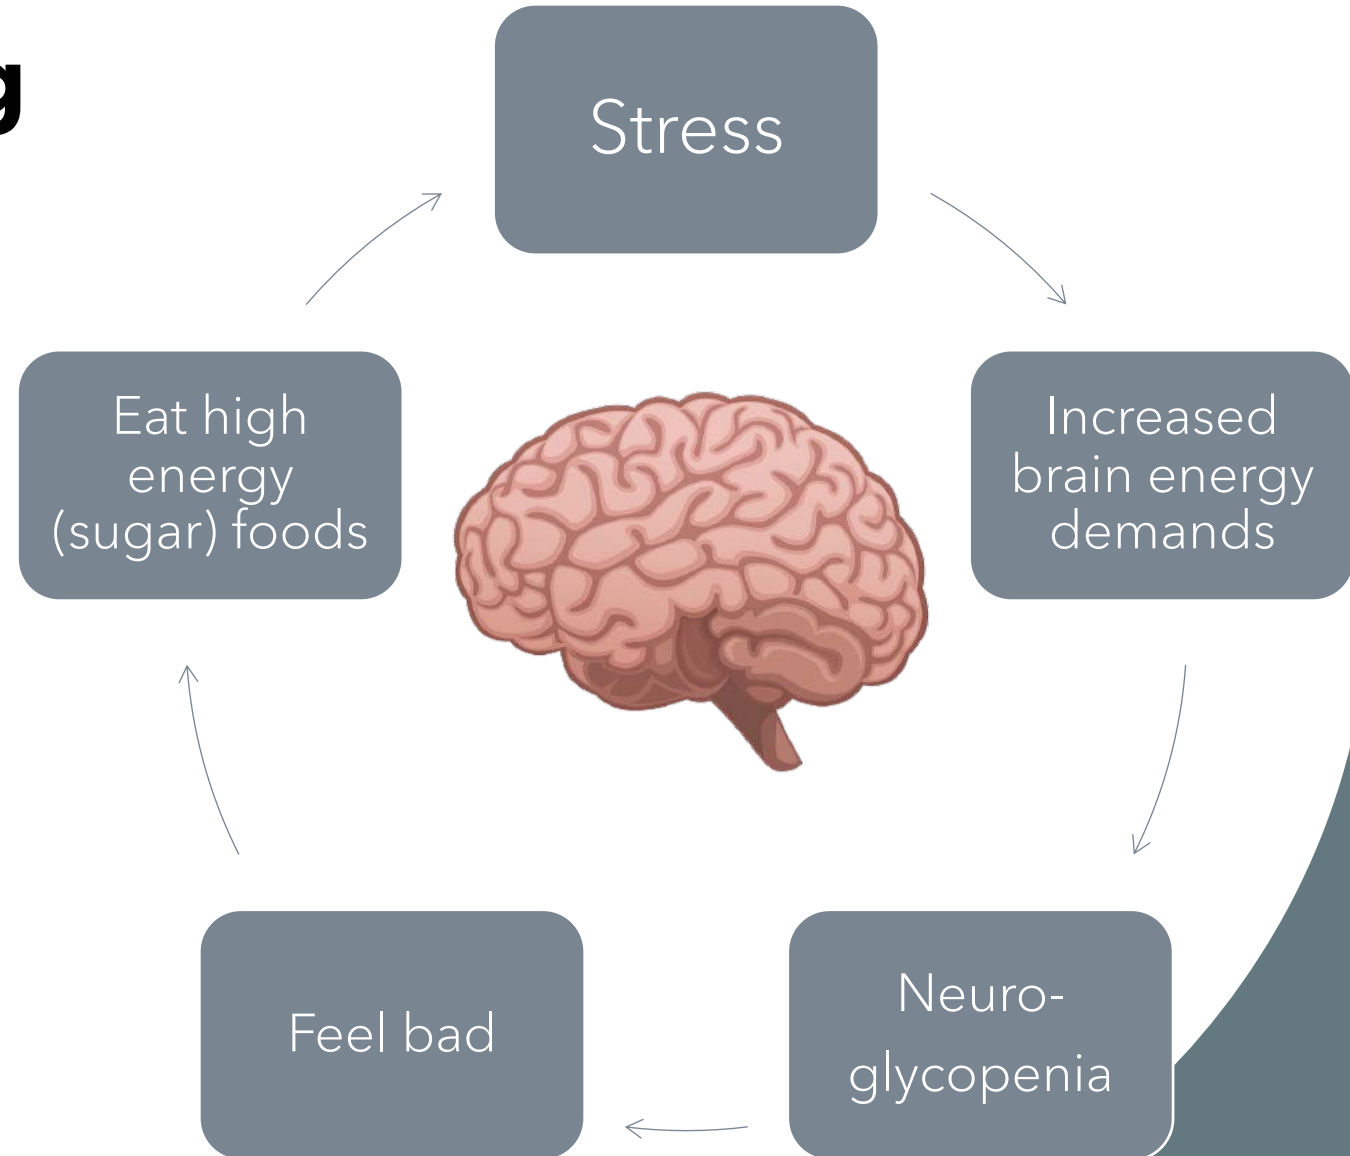 g
Stress
Increased
brain energy
demands
Neuro-
glycopenia
Feel bad
Eat high
energy
(sugar) foods